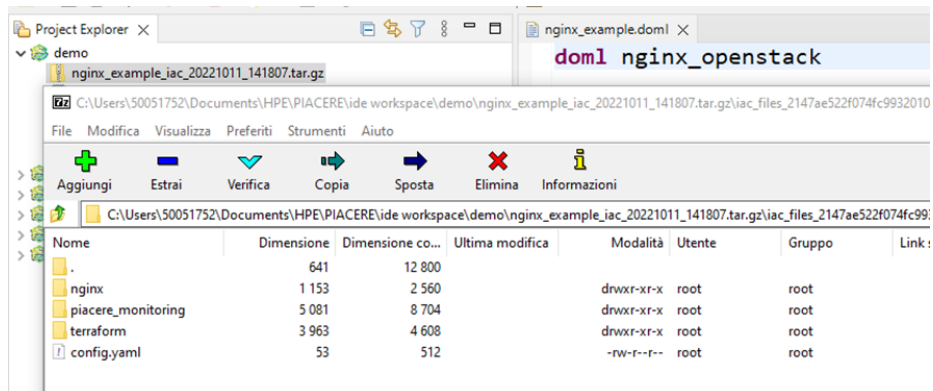 Project Explorer
nginx_example.doml
demo
nginx_example_iac_20221011_141807.tar.gz
doml nginx_openstack
C:\Users\50051752\Documents\HPE\PIACERE\ide workspace\demo\nginx_example_iac_20221011_141807.tar.gz\iac_files_2147ae522f074fc9932010
File Modifica Visualizza Preferiti Strumenti Aiuto
Aggiungi Estrai Verifica Copia Sposta Elimina Informazioni
C:\Users\50051752\Documents\HPE\PIACERE\ide workspace\demo\nginx_example_iac_20221011_141807.tar.gz\iac_files_2147ae522f074fc993
Nome Dimensione Dimensione co... Ultima modifica Modalità Utente Gruppo Link s
. 641 12 800
nginx 1 153 2 560 drwxr-xr-x root root
piacere_monitoring 5 081 8 704 drwxr-xr-x root root
terraform 3 963 4 608 drwxr-xr-x root root
config.yaml 53 512 -rw-r--r-- root root